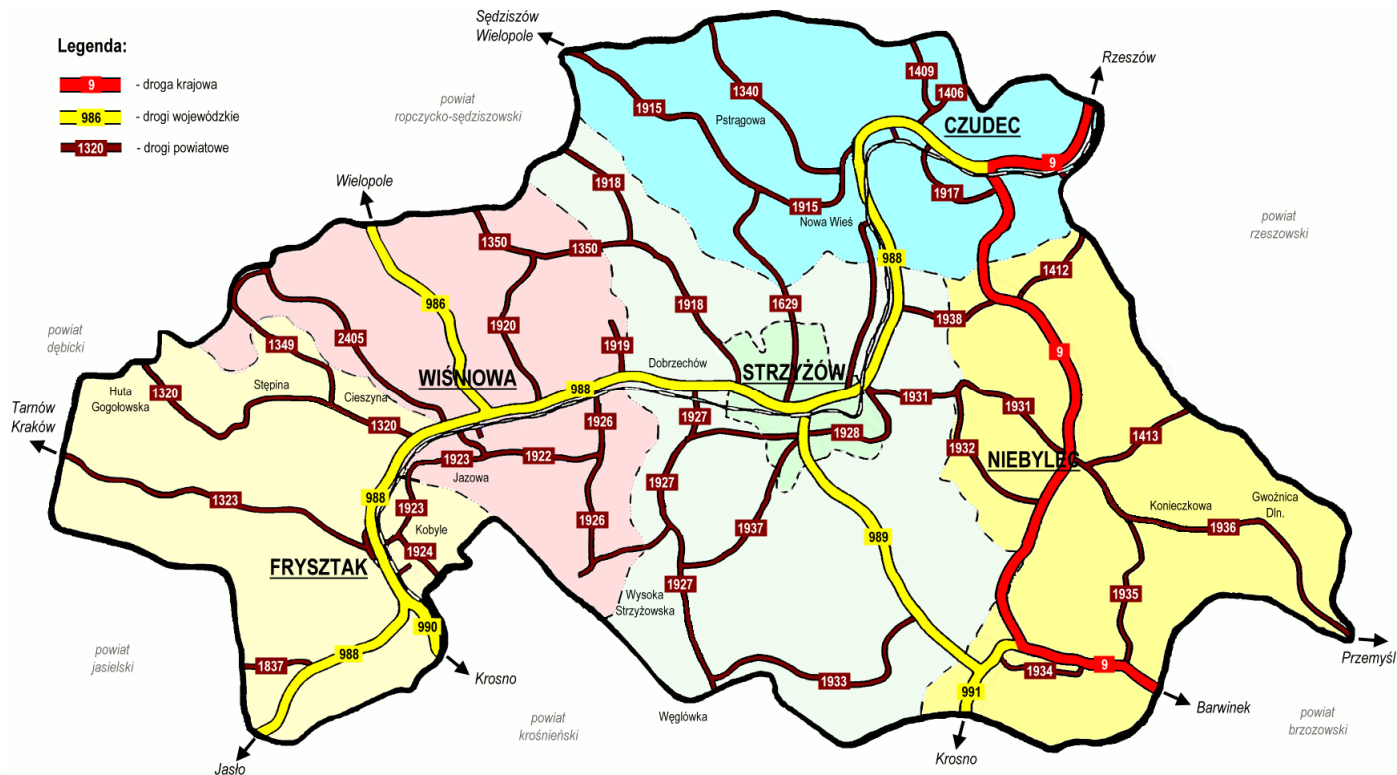 Sędziszów
Wielopole
Legenda:
9 - droga krajowa
986 - drogi wojewódzkie
1320 - drogi powiatowe
Rzeszów
1409
1406
1340
1915
Pstrągowa
CZUDEC
powiat
ropczycko-sędziszowski
9
1918
1917
1915
Nowa Wieś
Wielopole
powiat
rzeszowski
1350
1350
988
1412
986
1918
1629
1938
1920
1349
2405
1919
9
powiat
dębicki
Dobrzechów
STRZYŻÓW
WIŚNIOWA
988
Stępina
Cieszyna
Huta
Gogołowska
1320
1931
1931
Tarnów
Kraków
1320
1926
1927
1928
1413
1932
NIEBYLEC
1923
1922
Jazowa
1927
1323
988
1923
Konieczkowa
Gwoźnica
Dln.
Kobyle
1926
1937
1936
989
1924
FRYSZTAK
1927
Wysoka
Strzyżowska
1935
990
powiat
jasielski
988
1837
Przemyśl
Krosno
1933
1934
9
991
Węglówka
powiat
krośnieński
Barwinek
powiat
brzozowski
Jasło
Krosno